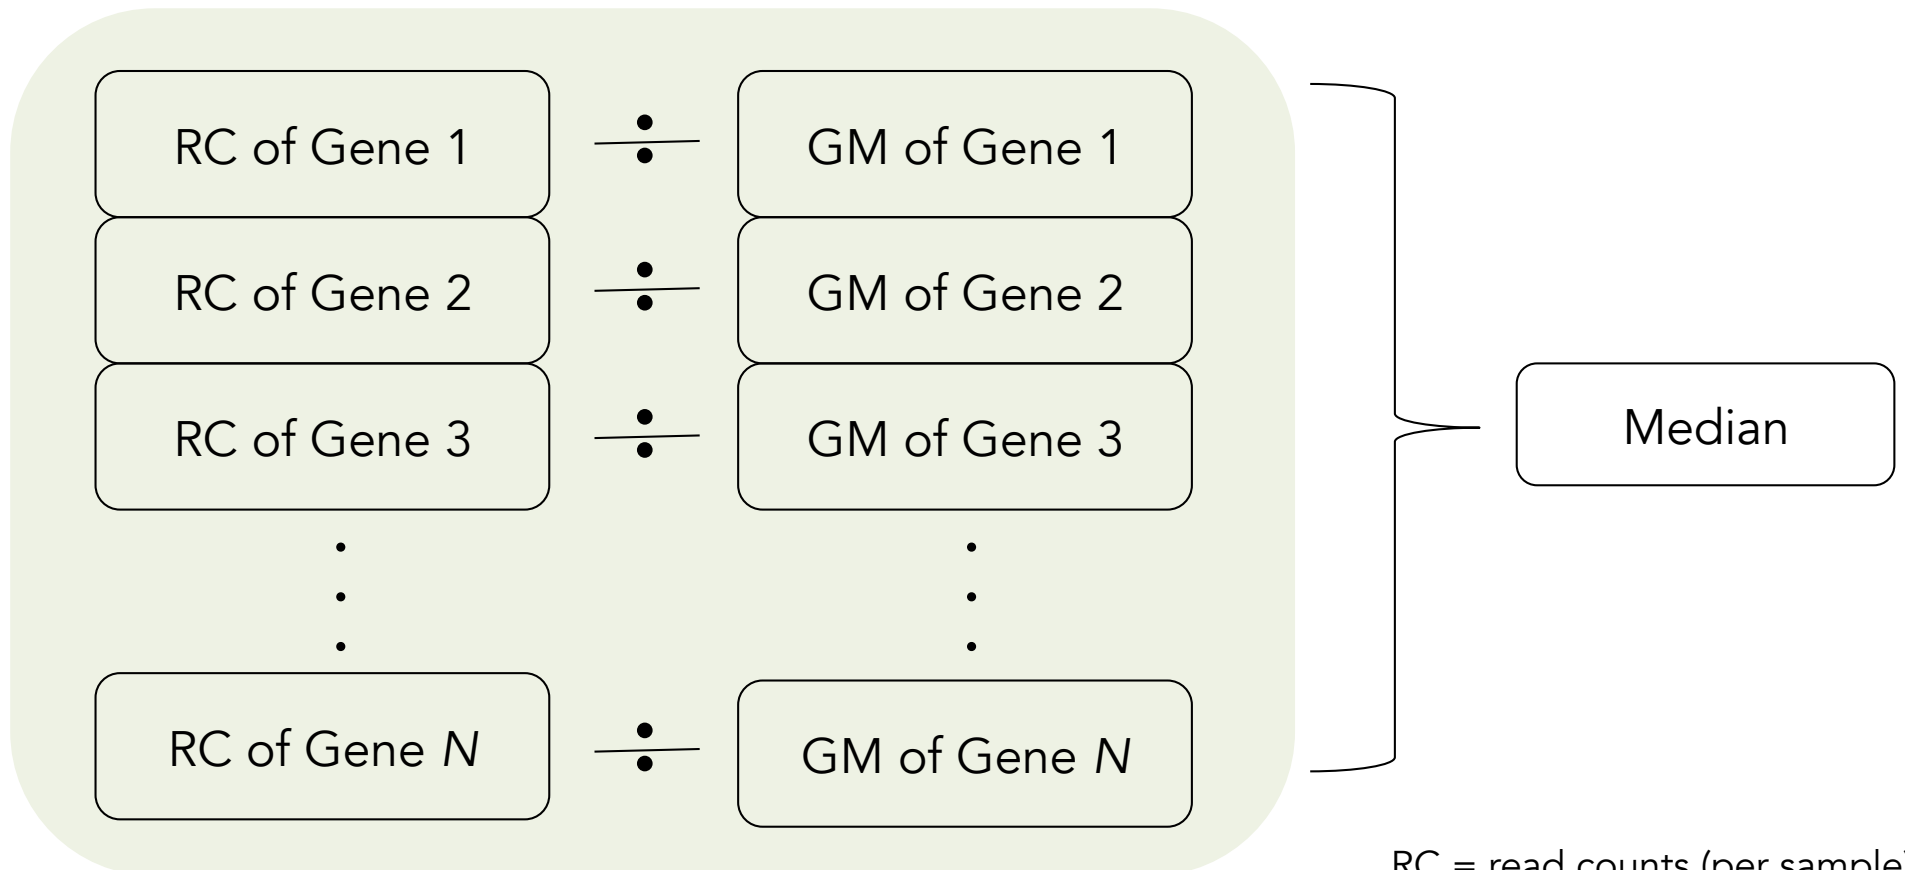 RC of Gene 1 ÷ GM of Gene 1
RC of Gene 2 ÷ GM of Gene 2
RC of Gene 3 ÷ GM of Gene 3
Median
RC of Gene N ÷ GM of Gene N
RC = read counts (per sample)